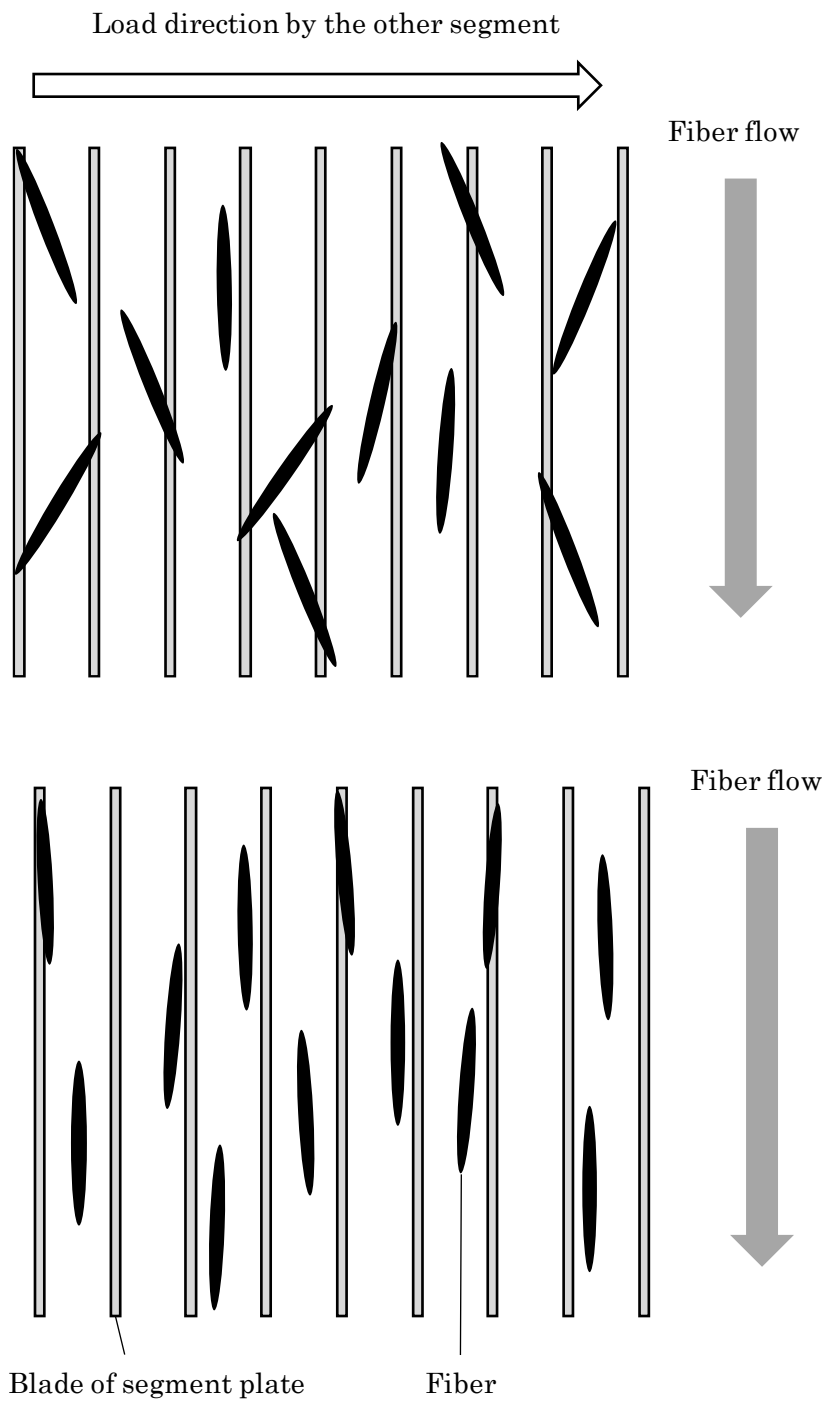 Load direction by the other segment
Fiber flow
Fiber flow
Blade of segment plate
Fiber